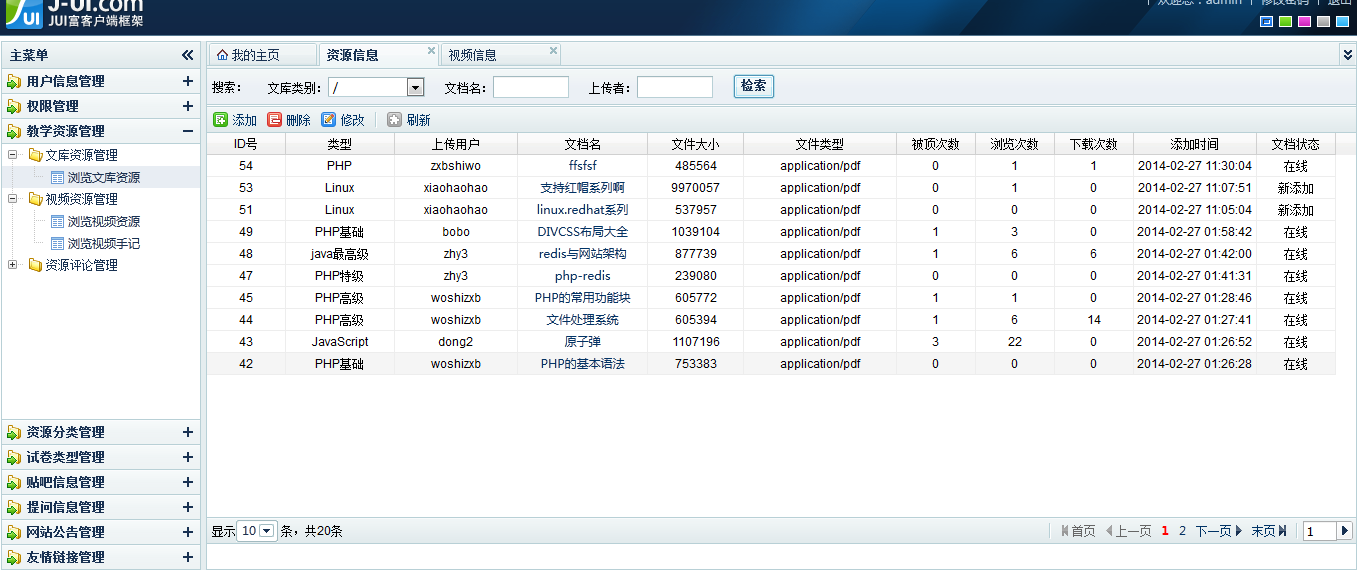 J-UI.com
JUI富客户端框架
欢迎您：admin | 修改密码 | 退出
主菜单
用户信息管理
权限管理
教学资源管理
文库资源管理
浏览文库资源
视频资源管理
浏览视频资源
浏览视频手记
资源评论管理
资源分类管理
试卷类型管理
贴吧信息管理
提问信息管理
网站公告管理
友情链接管理
我的主页 资源信息 视频信息
搜索： 文库类别: / 文档名: 上传者: 检索
添加 删除 修改 刷新
ID号 类型 上传用户 文档名 文件大小 文件类型 被顶次数 浏览次数 下载次数 添加时间 文档状态
54 PHP zxbshiwo ffsfsf 485564 application/pdf 0 1 1 2014-02-27 11:30:04 在线
53 Linux xiaohaohao 支持红帽系列啊 9970057 application/pdf 0 1 0 2014-02-27 11:07:51 新添加
51 Linux xiaohaohao linux.redhat系列 537957 application/pdf 0 0 0 2014-02-27 11:05:04 新添加
49 PHP基础 bobo DIVCSS布局大全 1039104 application/pdf 1 3 0 2014-02-27 01:58:42 在线
48 java最高级 zhy3 redis与网站架构 877739 application/pdf 1 6 6 2014-02-27 01:42:00 在线
47 PHP特级 zhy3 php-redis 239080 application/pdf 0 0 0 2014-02-27 01:41:31 在线
45 PHP高级 woshizxb PHP的常用功能块 605772 application/pdf 1 1 0 2014-02-27 01:28:46 在线
44 PHP高级 woshizxb 文件处理系统 605394 application/pdf 1 6 14 2014-02-27 01:27:41 在线
43 JavaScript dong2 原子弹 1107196 application/pdf 3 22 0 2014-02-27 01:26:52 在线
42 PHP基础 woshizxb PHP的基本语法 753383 application/pdf 0 0 0 2014-02-27 01:26:28 在线
显示 10 条，共20条
首页 上一页 1 2 下一页 末页 1